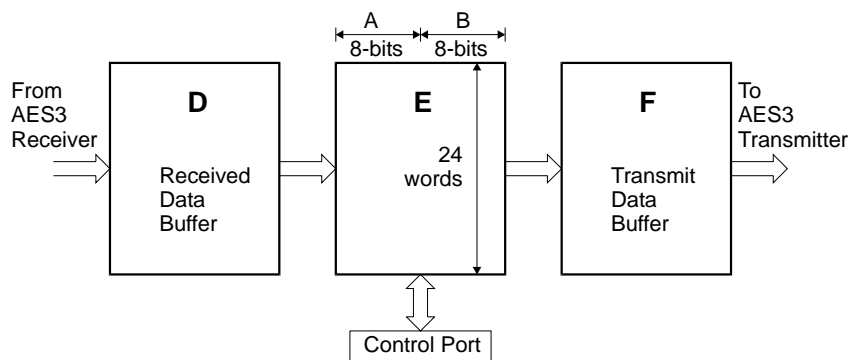 A
B
8-bits
8-bits
From
AES3
Receiver
D
Received
Data
Buffer
E
24
words
F
Transmit
Data
Buffer
To
AES3
Transmitter
Control Port